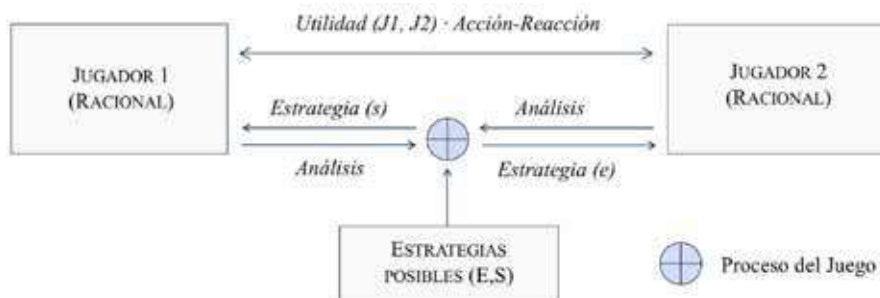 Utilidad (J1, J2) · Acción-Reacción
JUGADOR 1
(RACIONAL)
JUGADOR 2
(RACIONAL)
Estrategia (s)
Análisis
Análisis
Estrategia (e)
ESTRATEGIAS
POSIBLES (E,S)
Proceso del Juego